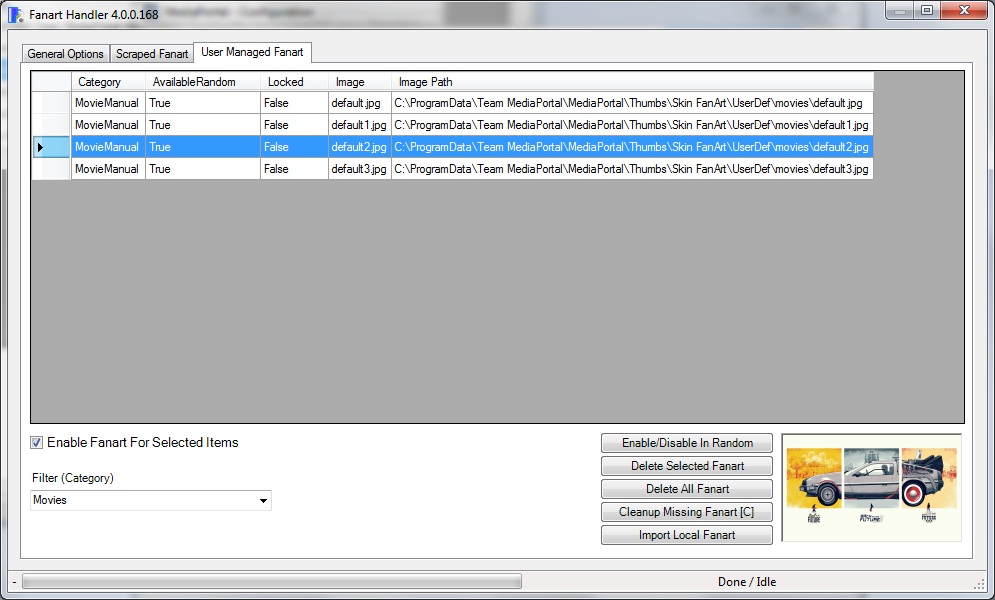 Fanart Handler 4.0.0.168
General Options Scraped Fanart User Managed Fanart
Category AvailableRandom Locked Image Image Path
MovieManual True False default.jpg C:\ProgramData\Team MediaPortal\MediaPortal\Thumbs\Skin FanArt\UserDef\movies\default.jpg
MovieManual True False default1.jpg C:\ProgramData\Team MediaPortal\MediaPortal\Thumbs\Skin FanArt\UserDef\movies\default1.jpg
MovieManual True False default2.jpg C:\ProgramData\Team MediaPortal\MediaPortal\Thumbs\Skin FanArt\UserDef\movies\default2.jpg
MovieManual True False default3.jpg C:\ProgramData\Team MediaPortal\MediaPortal\Thumbs\Skin FanArt\UserDef\movies\default3.jpg
Enable Fanart For Selected Items
Filter (Category)
Movies
Enable/Disable In Random
Delete Selected Fanart
Delete All Fanart
Cleanup Missing Fanart [C]
Import Local Fanart
- Done / Idle